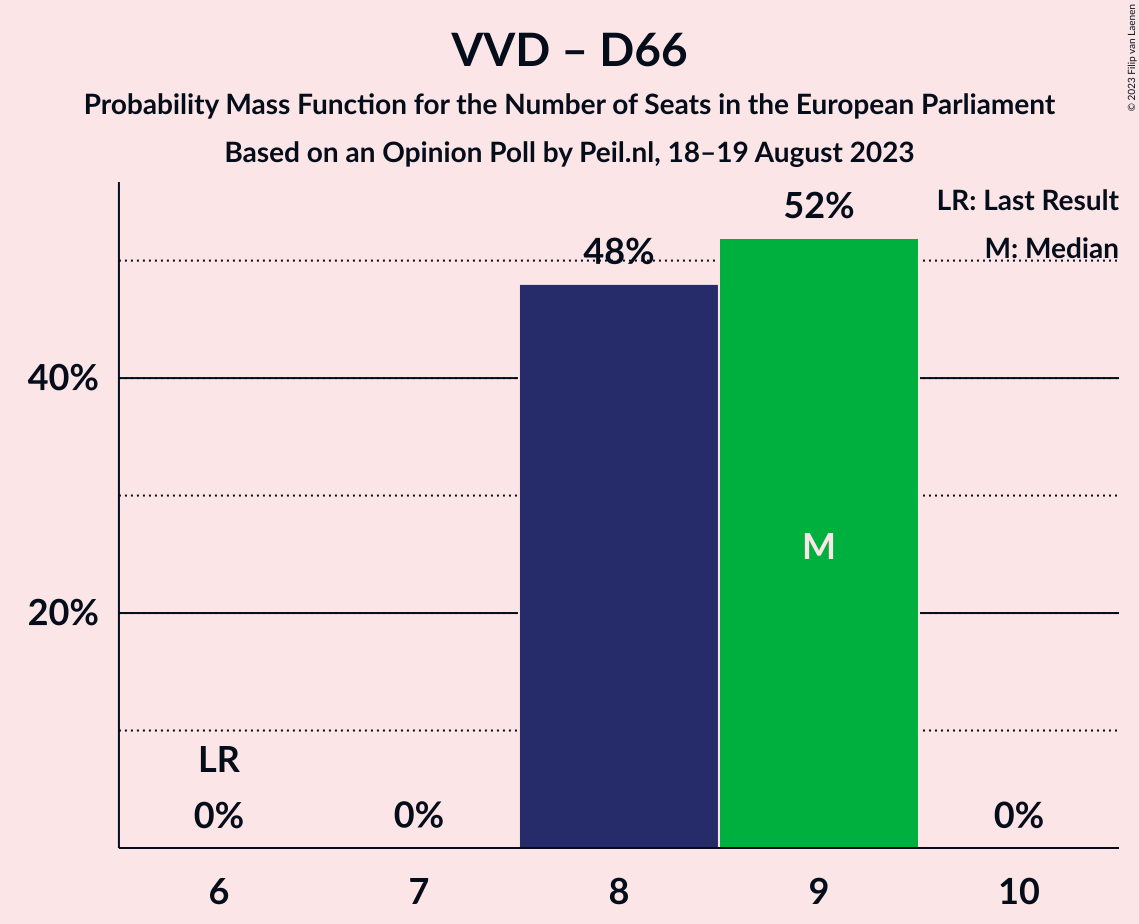 VVD – D66
Probability Mass Function for the Number of Seats in the European Parliament
Based on an Opinion Poll by Peil.nl, 18–19 August 2023
© 2023 Filip van Laenen
LR: Last Result
M: Median
52%
48%
40%
20%
M
LR
0%
0%
0%
6
7
8
9
10